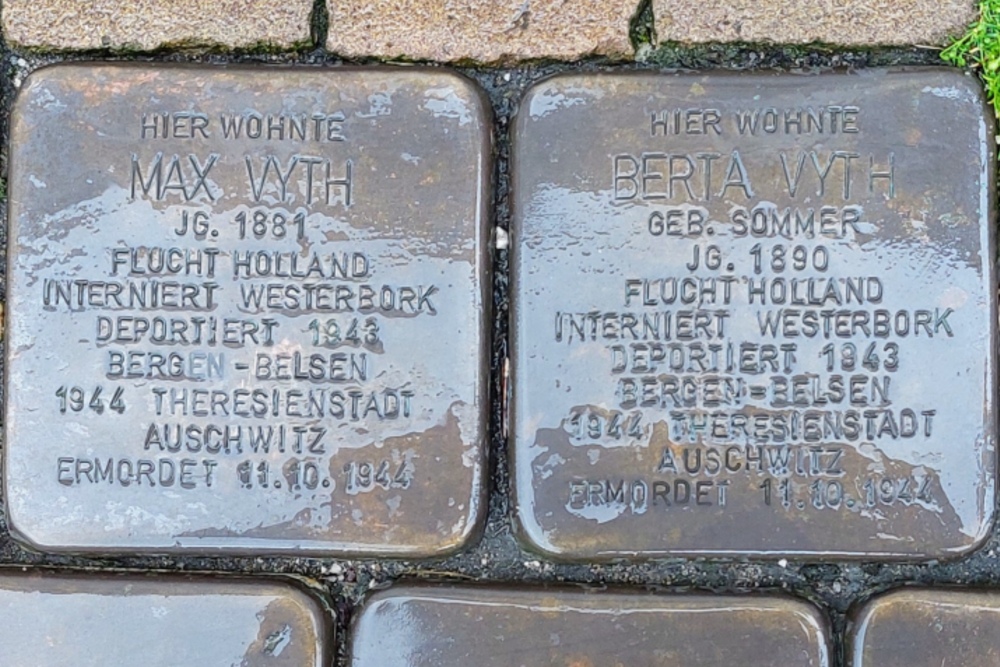 HIER WOHNTE
MAX VYTH
JG. 1881
FLUCHT HOLLAND
INTERNIERT WESTERBORK
DEPORTIERT 1943
BERGEN-BELSEN
1944 THERESIENSTADT
AUSCHWITZ
ERMORDET 11.10.1944
HIER WOHNTE
BERTA VYTH
GEB. SOMMER
JG. 1890
FLUCHT HOLLAND
INTERNIERT WESTERBORK
DEPORTIERT 1943
BERGEN-BELSEN
1944 THERESIENSTADT
AUSCHWITZ
ERMORDET 11.10.1944